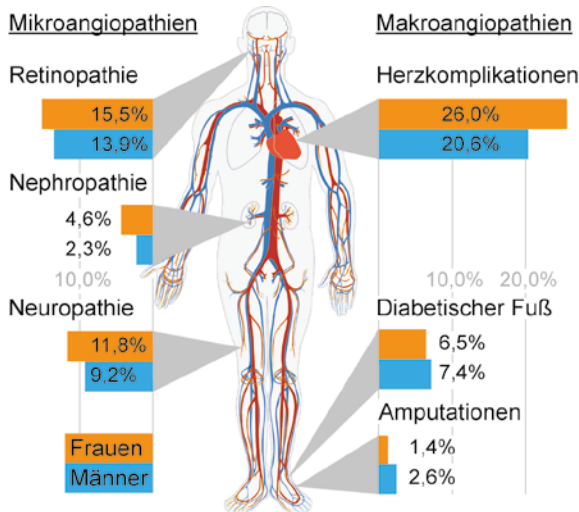 Mikroangiopathien
Retinopathie
15,5%
13,9%
Nephropathie
4,6%
2,3%
10,0%
Neuropathie
11,8%
9,2%
Frauen
Männer
Makroangiopathien
Herzkomplikationen
26,0%
20,6%
10,0% 20,0%
Diabetischer Fuß
6,5%
7,4%
Amputationen
1,4%
2,6%